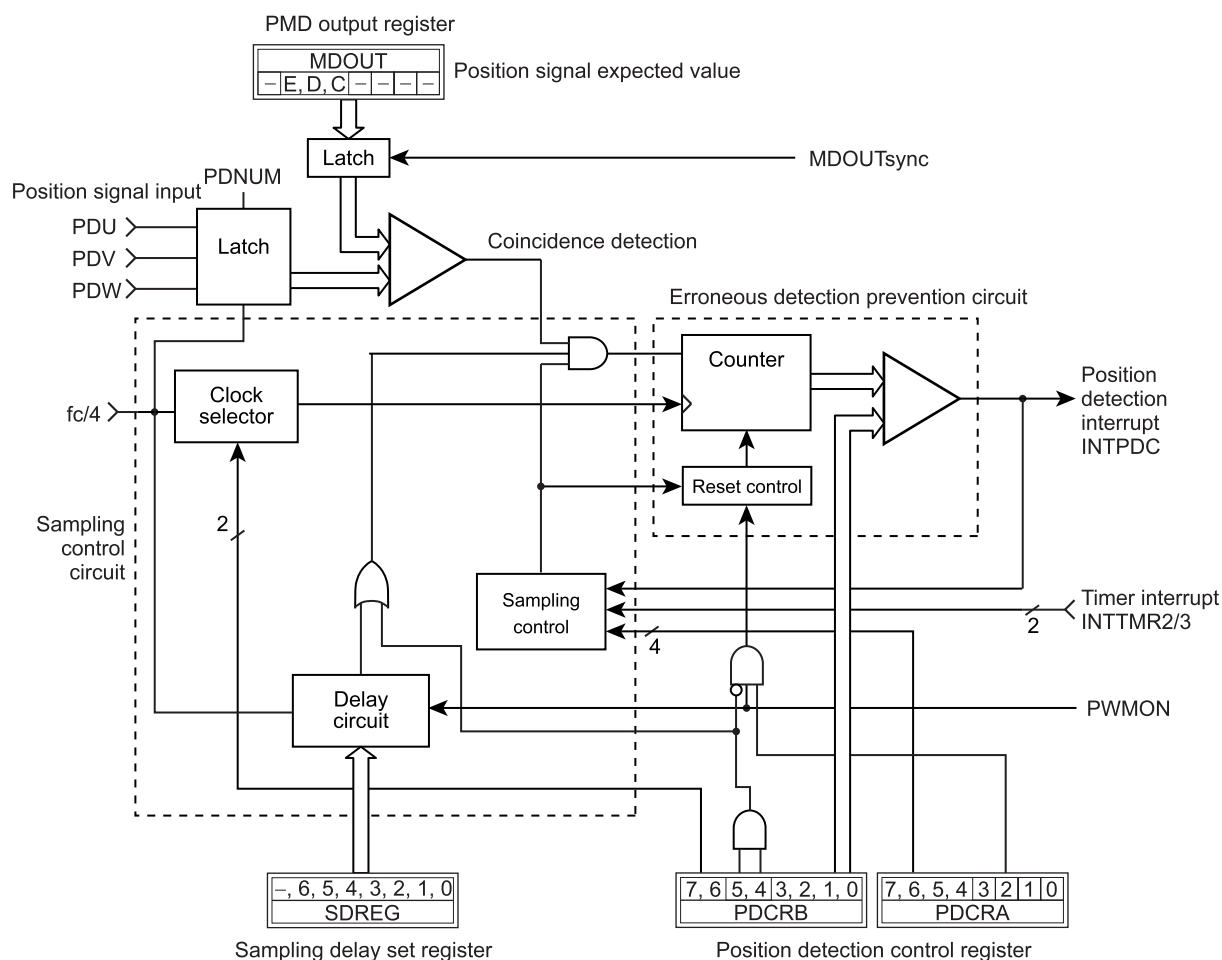 PMD output register
MDOUT
– E, D, C – – – –
Position signal expected value
Latch
MDOUTsync
Position signal input
PDNUM
PDU
PDV
PDW
Latch
Coincidence detection
Erroneous detection prevention circuit
Counter
Clock
selector
fc/4
Position
detection
interrupt
INTPDC
Reset control
2
Sampling
control
circuit
Sampling
control
Timer interrupt
INTTMR2/3
2
4
Delay
circuit
PWMON
–, 6, 5, 4, 3, 2, 1, 0
SDREG
7, 6 5, 4 3, 2, 1, 0
PDCRB
7, 6, 5, 4 3 2 1 0
PDCRA
Sampling delay set register
Position detection control register